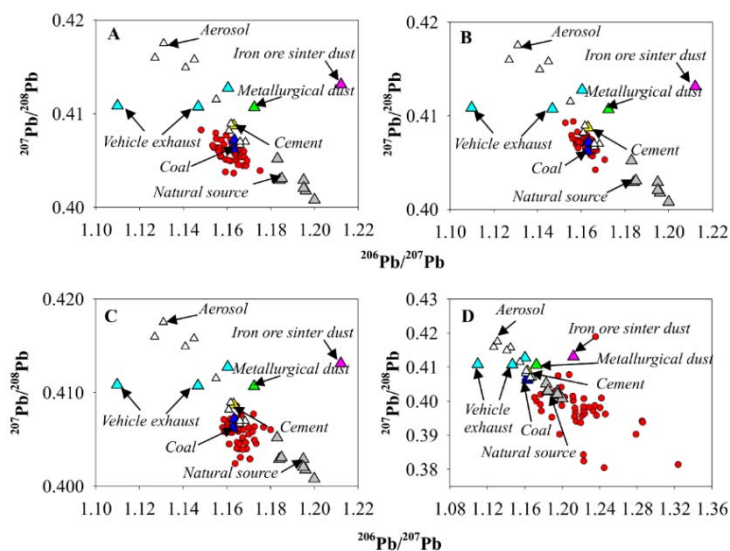 0.42
A
Aerosol
Iron ore sinter dust
Metallurgical dust
0.41
Vehicle exhaust
Cement
Coal
Natural source
0.40
1.10 1.12 1.14 1.16 1.18 1.20 1.22
²⁰⁷Pb/²⁰⁸Pb
0.42
B
Aerosol
Iron ore sinter dust
Metallurgical dust
0.41
Vehicle exhaust
Cement
Coal
Natural source
0.40
1.10 1.12 1.14 1.16 1.18 1.20 1.22
²⁰⁶Pb/²⁰⁷Pb
0.420
C
Aerosol
Iron ore sinter dust
Metallurgical dust
0.410
Vehicle exhaust
Cement
Coal
Natural source
0.400
1.10 1.12 1.14 1.16 1.18 1.20 1.22
²⁰⁷Pb/²⁰⁸Pb
0.43
D
Aerosol
0.42
Iron ore sinter dust
Metallurgical dust
0.41
Cement
Vehicle
exhaust
Coal
0.40
Natural source
0.39
0.38
1.08 1.12 1.16 1.20 1.24 1.28 1.32 1.36
²⁰⁶Pb/²⁰⁷Pb